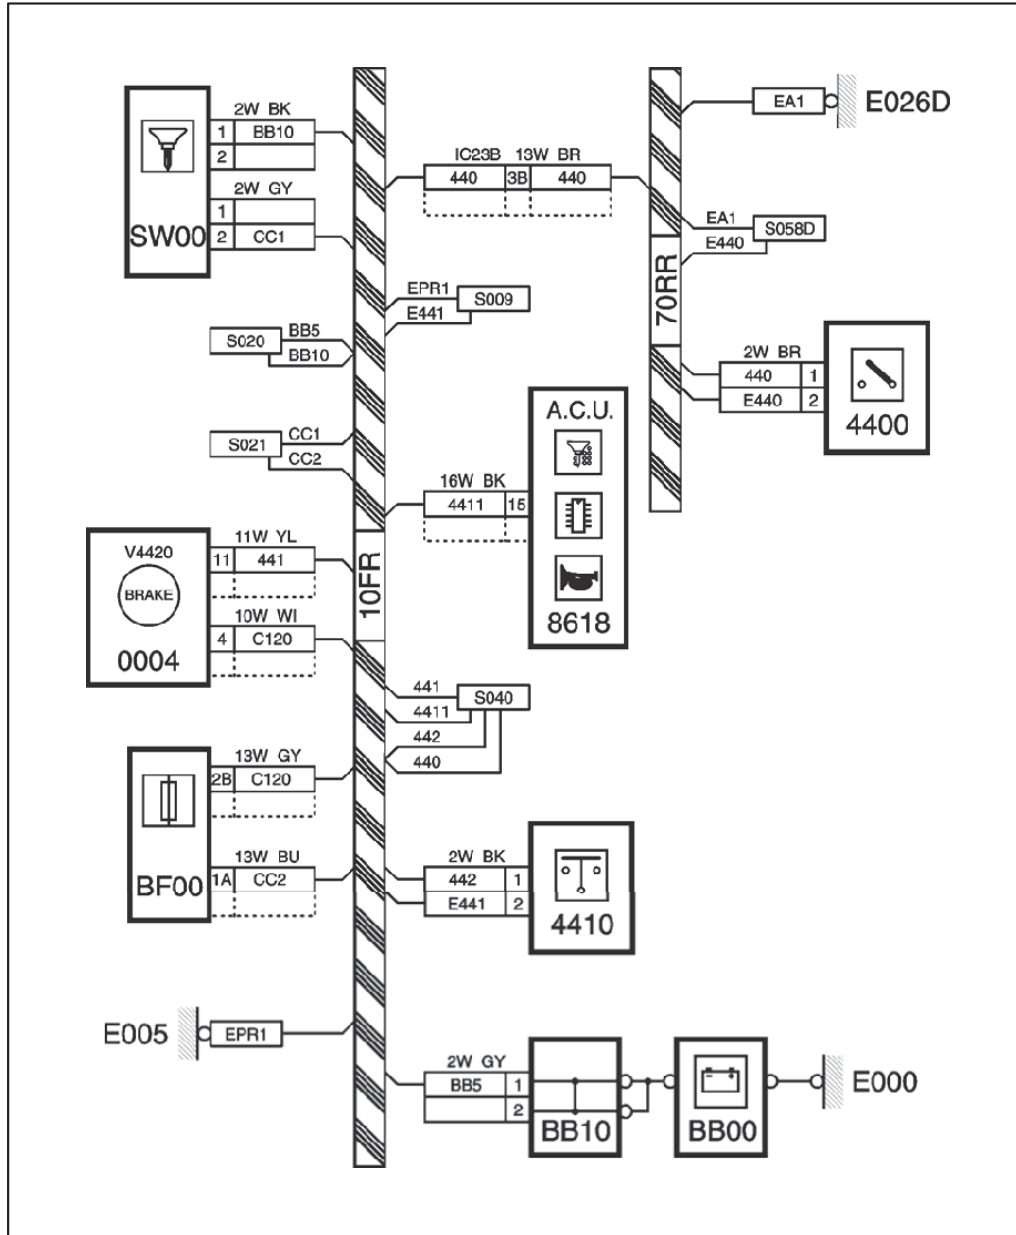 2W BK
1 BB10
2
2W GY
1
2 CC1
SW00
S020 BB5
BB10
S021 CC1
CC2
11W YL
V4420
11 441
BRAKE
10W WI
4 C120
0004
13W GY
2B C120
13W BU
1A CC2
BF00
E005 EPR1
10FR
IC23B 13W BR
440 3B 440
EPR1
E441 S009
A.C.U.
16W BK
4411 15
8618
441 S040
4411
442
440
2W BK
442 1
E441 2
4410
2W GY
BB5 1
2
BB10
BB00
E000
70RR
EA1 E026D
EA1
E440 S058D
2W BR
440 1
E440 2
4400